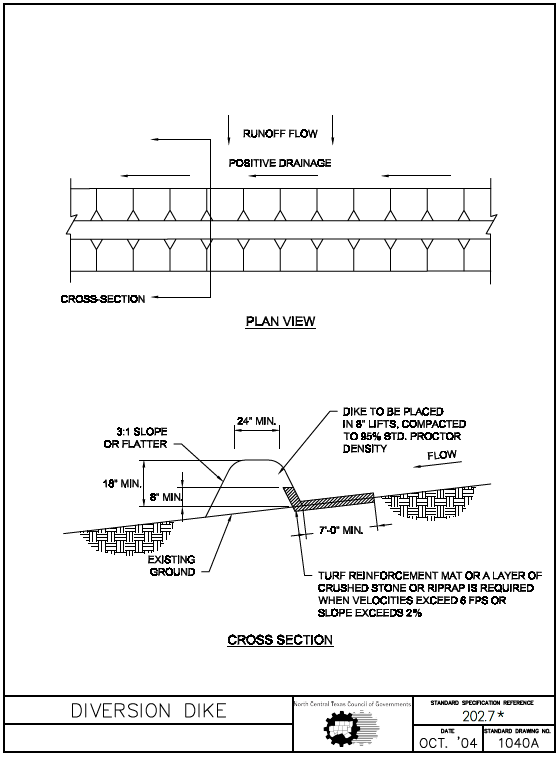 RUNOFF FLOW
POSITIVE DRAINAGE
CROSS-SECTION
PLAN VIEW
24" MIN.
DIKE TO BE PLACED
IN 8" LIFTS, COMPACTED
TO 95% STD. PROCTOR
DENSITY
3:1 SLOPE
OR FLATTER
FLOW
18" MIN.
8" MIN.
7'-0" MIN.
EXISTING
GROUND
TURF REINFORCEMENT MAT OR A LAYER OF
CRUSHED STONE OR RIPRAP IS REQUIRED
WHEN VELOCITIES EXCEED 6 FPS OR
SLOPE EXCEEDS 2%
CROSS SECTION
DIVERSION DIKE
North Central Texas Council of Governments
STANDARD SPECIFICATION REFERENCE
202.7*
DATE
OCT. '04
STANDARD DRAWING NO.
1040A